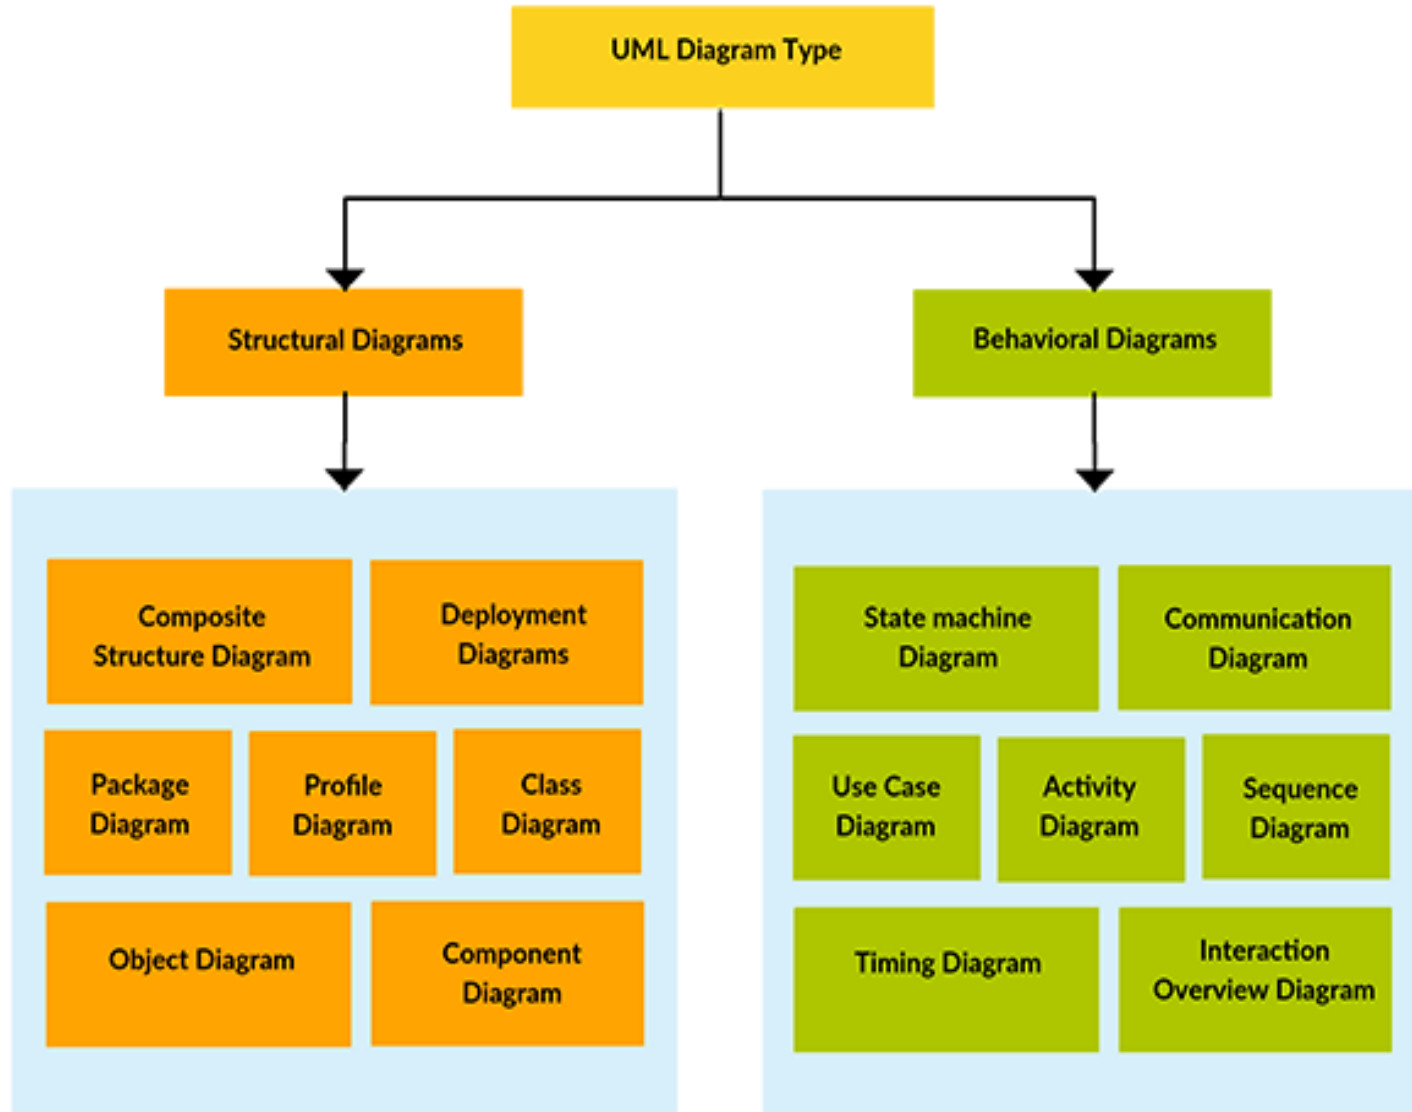 UML Diagram Type
Structural Diagrams
Behavioral Diagrams
Composite
Structure Diagram
Deployment
Diagrams
Package
Diagram
Profile
Diagram
Class
Diagram
Object Diagram
Component
Diagram
State machine
Diagram
Communication
Diagram
Use Case
Diagram
Activity
Diagram
Sequence
Diagram
Timing Diagram
Interaction
Overview Diagram